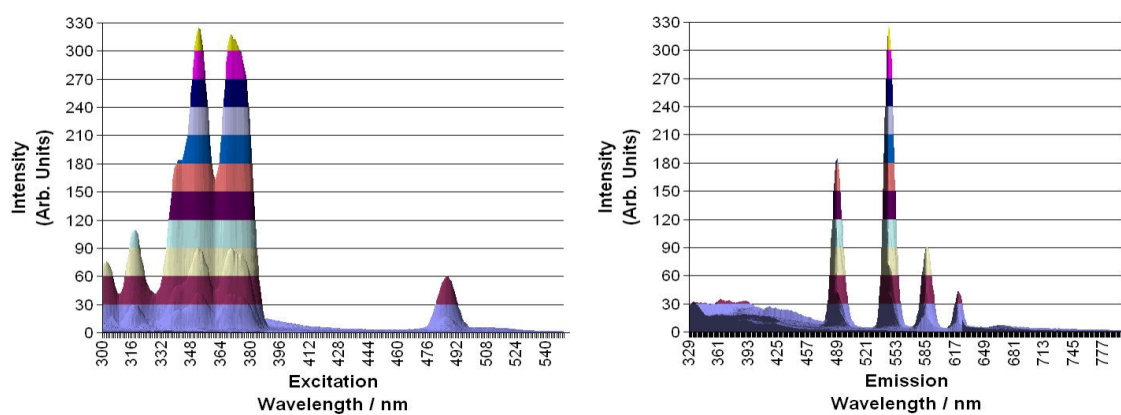 330
300
270
240
210
180
150
120
90
60
30
0
Intensity
(Arb. Units)
300 316 332 348 364 380 396 412 428 444 460 476 492 508 524 540
Excitation
Wavelength / nm
330
300
270
240
210
180
150
120
90
60
30
0
Intensity
(Arb. Units)
329 361 393 425 457 489 521 553 585 617 649 681 713 745 777
Emission
Wavelength / nm